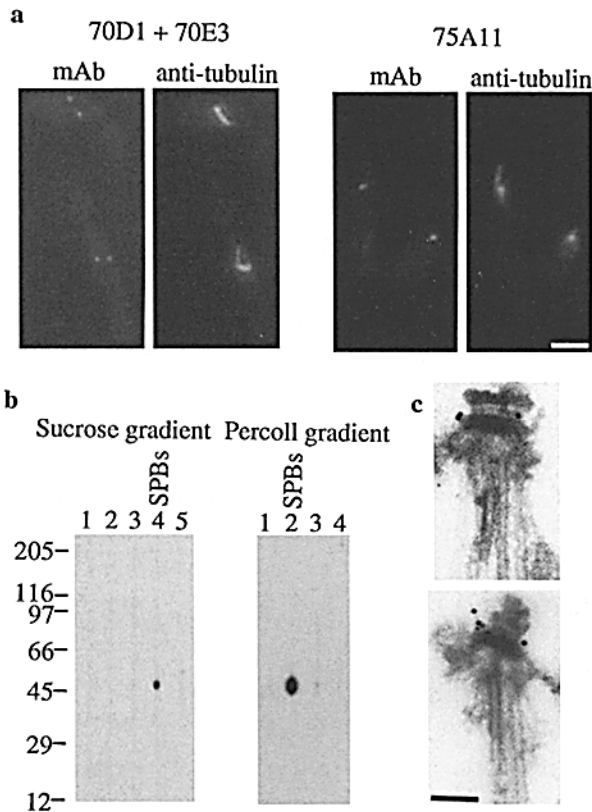 a
70D1 + 70E3
75A11
mAb
anti-tubulin
mAb
anti-tubulin
b
c
Sucrose gradient
Percoll gradient
SPBs
SPBs
1 2 3 4 5
1 2 3 4
205
116
97
66
45
29
12